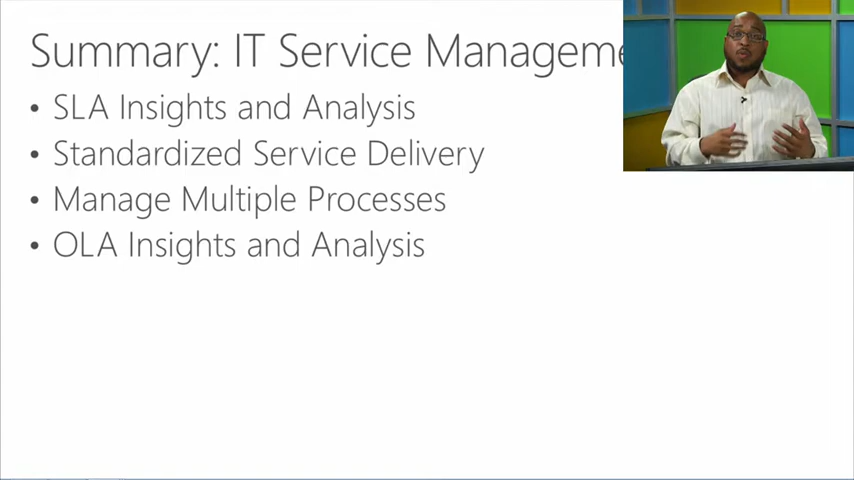 Summary: IT Service Manageme
• SLA Insights and Analysis
• Standardized Service Delivery
• Manage Multiple Processes
• OLA Insights and Analysis